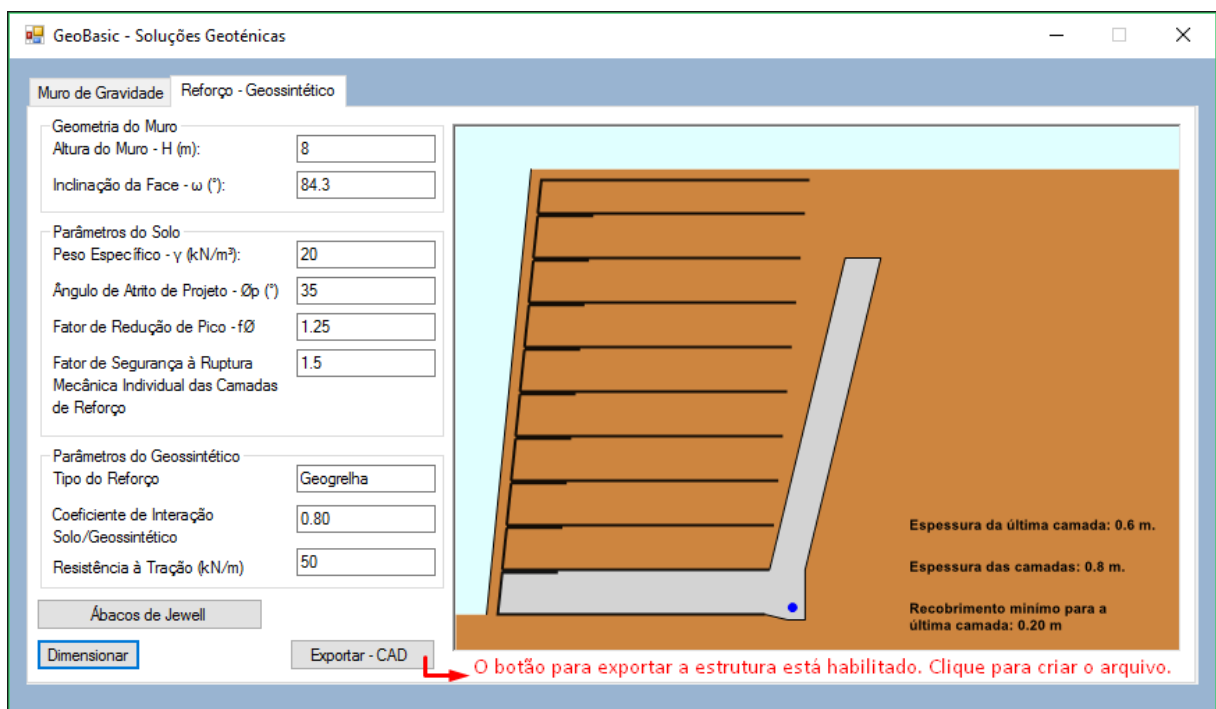 GeoBasic - Soluções Geoténicas
Muro de Gravidade
Reforço - Geossintético
Geometria do Muro
Altura do Muro - H (m):
8
Inclinação da Face - ω (°):
84.3
Parâmetros do Solo
Peso Específico - γ (kN/m³):
20
Ângulo de Atrito de Projeto - Øp (°)
35
Fator de Redução de Pico - fØ
1.25
Fator de Segurança à Ruptura
Mecânica Individual das Camadas
de Reforço
1.5
Parâmetros do Geossintético
Tipo do Reforço
Geogrelha
Coeficiente de Interação
Solo/Geossintético
0.80
Resistência à Tração (kN/m)
50
Ábacos de Jewell
Dimensionar
Exportar - CAD
Espessura da última camada: 0.6 m.
Espessura das camadas: 0.8 m.
Recobrimento minímo para a
última camada: 0.20 m
O botão para exportar a estrutura está habilitado. Clique para criar o arquivo.